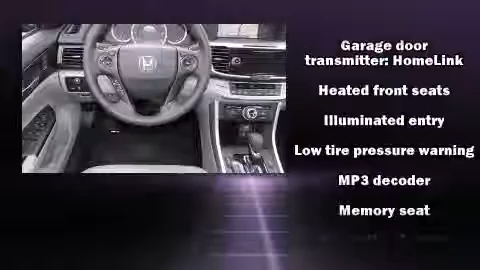 Garage door
transmitter: HomeLink
Heated front seats
Illuminated entry
Low tire pressure warning
MP3 decoder
Memory seat